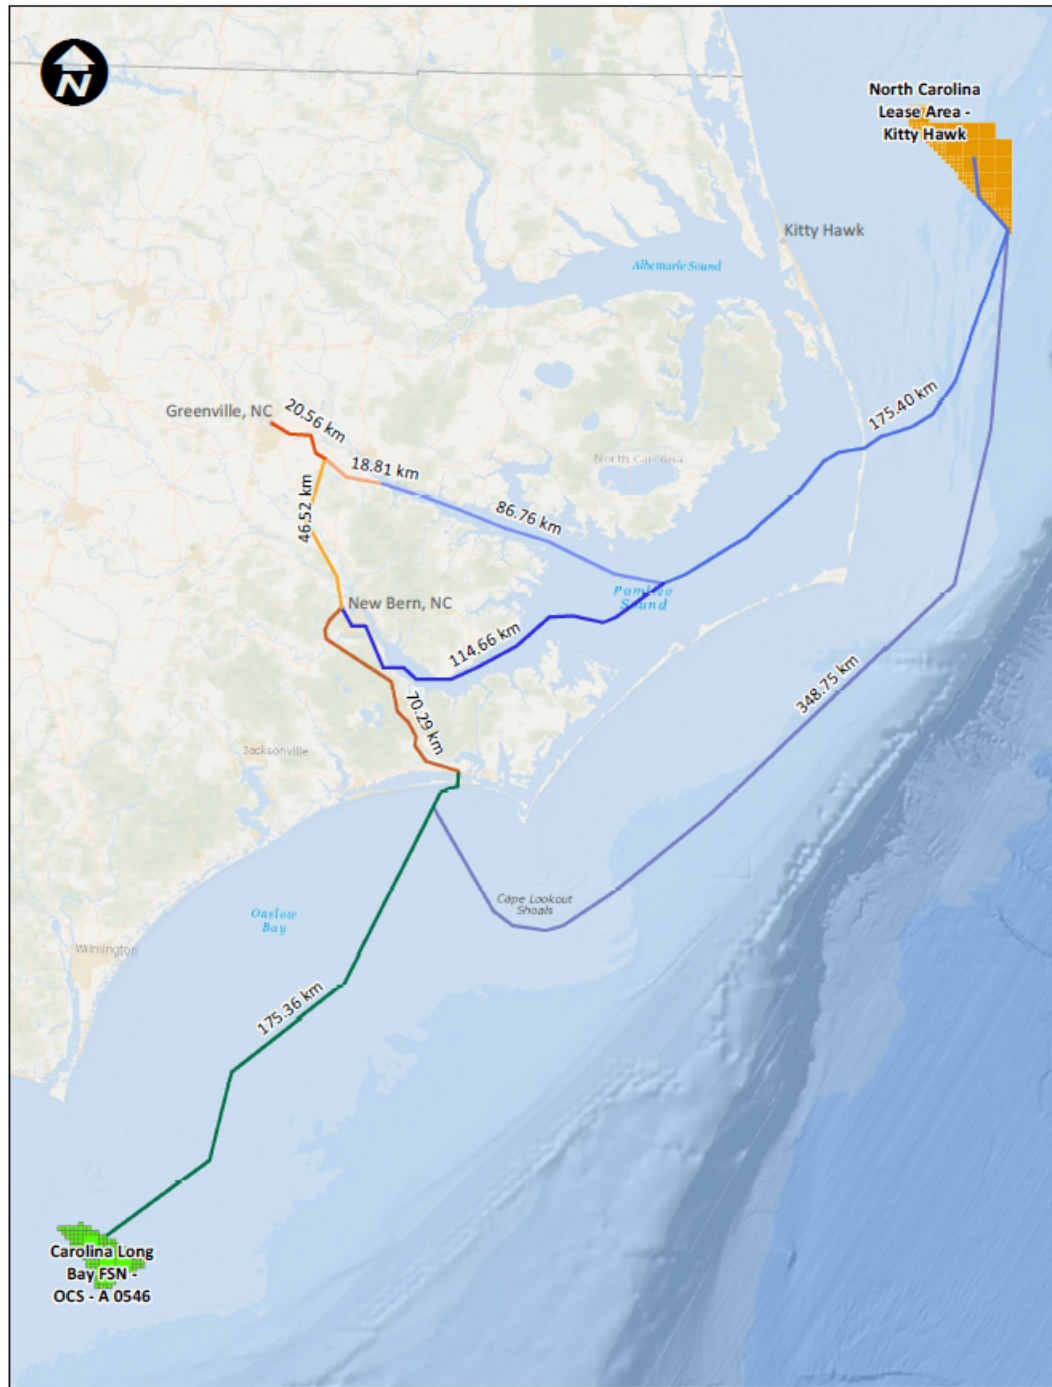 N
North Carolina
Lease Area -
Kitty Hawk
Kitty Hawk
Albemarle Sound
175.40 km
Greenville, NC
20.56 km
18.81 km
North Carolina
46.52 km
86.76 km
Pamlico
Sound
New Bern, NC
114.66 km
348.75 km
70.29 km
Jacksonville
Cape Lookout
Shoals
Onslow
Bay
Wilmington
175.36 km
Carolina Long
Bay FSN -
OCS - A 0546